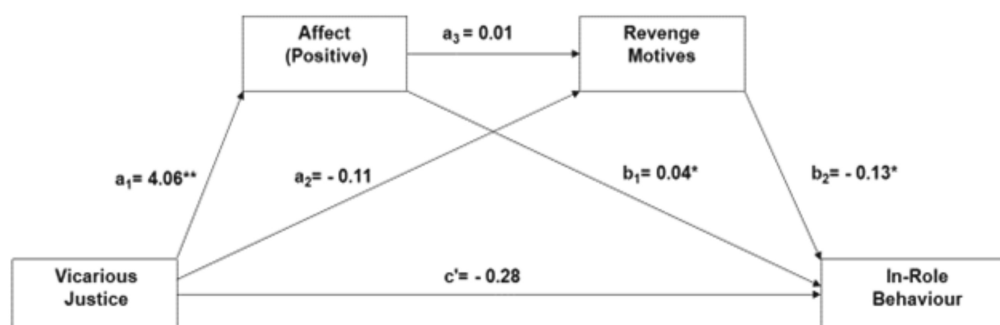 Affect
(Positive)
a₃ = 0.01
Revenge
Motives
a₁= 4.06**
a₂= - 0.11
b₁= 0.04*
b₂= - 0.13*
Vicarious
Justice
c'= - 0.28
In-Role
Behaviour